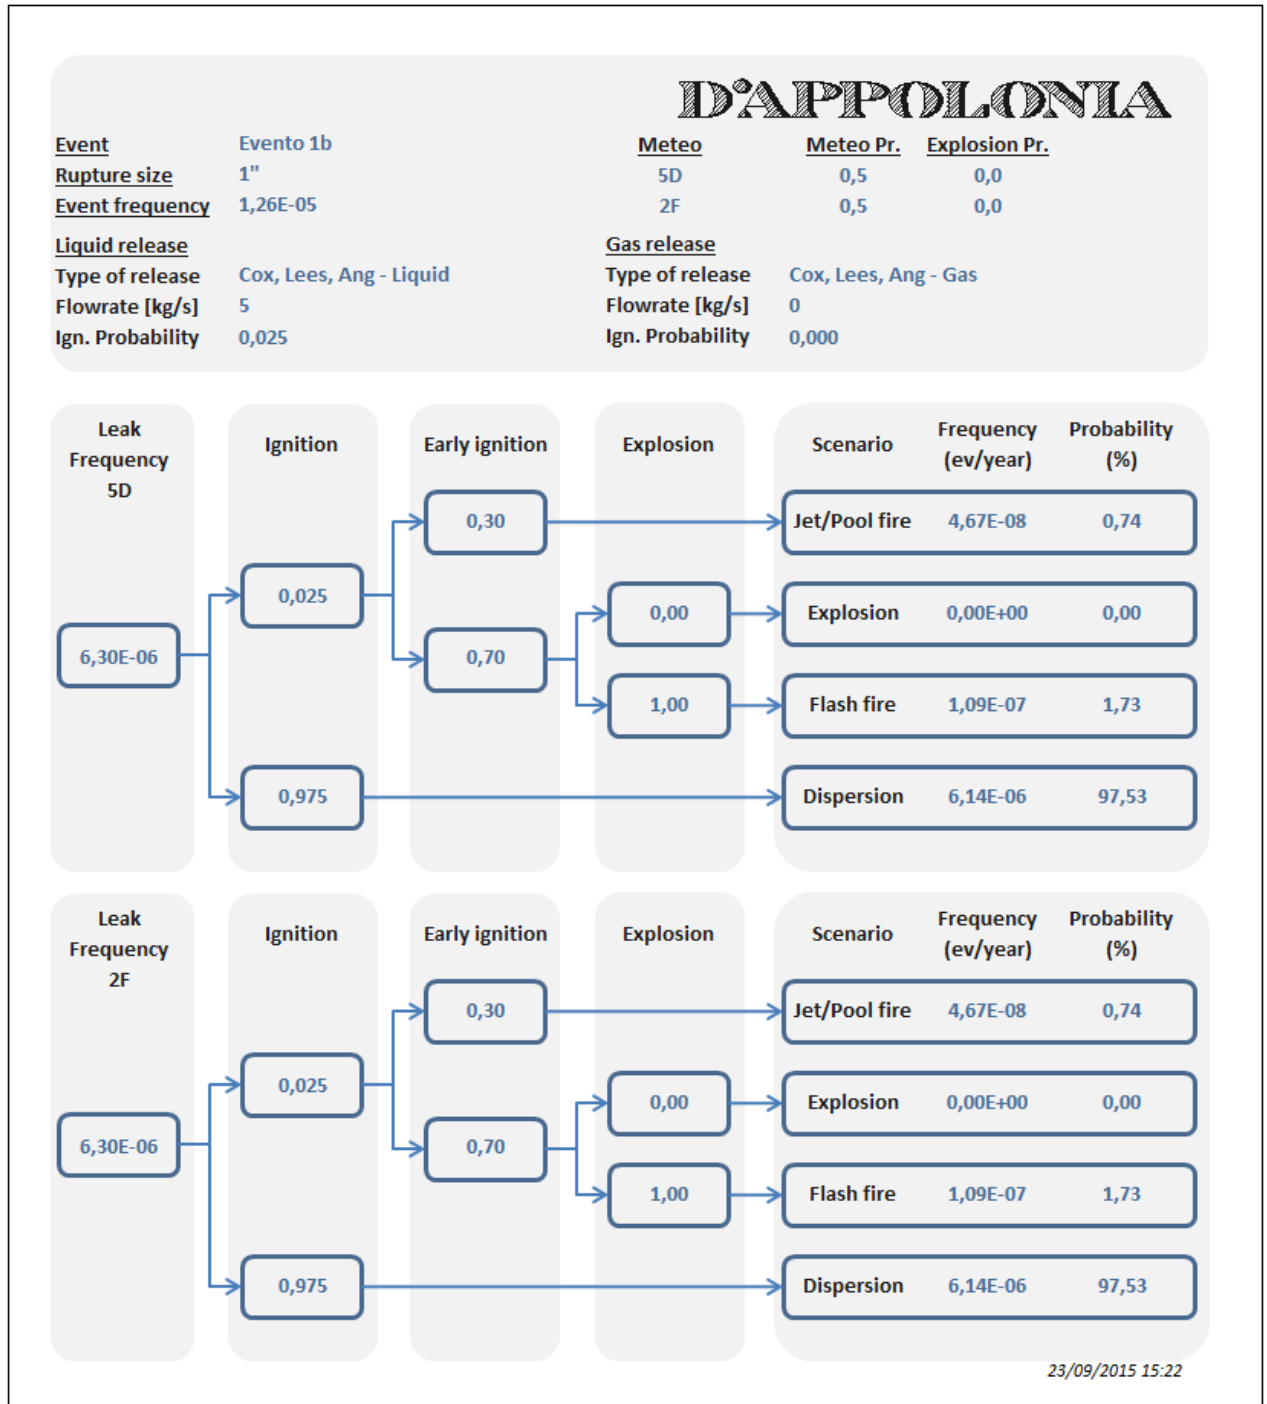 D'APPOLONIA
Event Evento 1b Meteo Meteo Pr. Explosion Pr.
Rupture size 1" 5D 0,5 0,0
Event frequency 1,26E-05 2F 0,5 0,0
Liquid release Gas release
Type of release Cox, Lees, Ang - Liquid Type of release Cox, Lees, Ang - Gas
Flowrate [kg/s] 5 Flowrate [kg/s] 0
Ign. Probability 0,025 Ign. Probability 0,000
Leak Frequency 5D Ignition Early ignition Explosion Scenario Frequency (ev/year) Probability (%)
0,30 Jet/Pool fire 4,67E-08 0,74
0,025
0,00 Explosion 0,00E+00 0,00
6,30E-06 0,70
1,00 Flash fire 1,09E-07 1,73
0,975 Dispersion 6,14E-06 97,53
Leak Frequency 2F Ignition Early ignition Explosion Scenario Frequency (ev/year) Probability (%)
0,30 Jet/Pool fire 4,67E-08 0,74
0,025
0,00 Explosion 0,00E+00 0,00
6,30E-06 0,70
1,00 Flash fire 1,09E-07 1,73
0,975 Dispersion 6,14E-06 97,53
23/09/2015 15:22